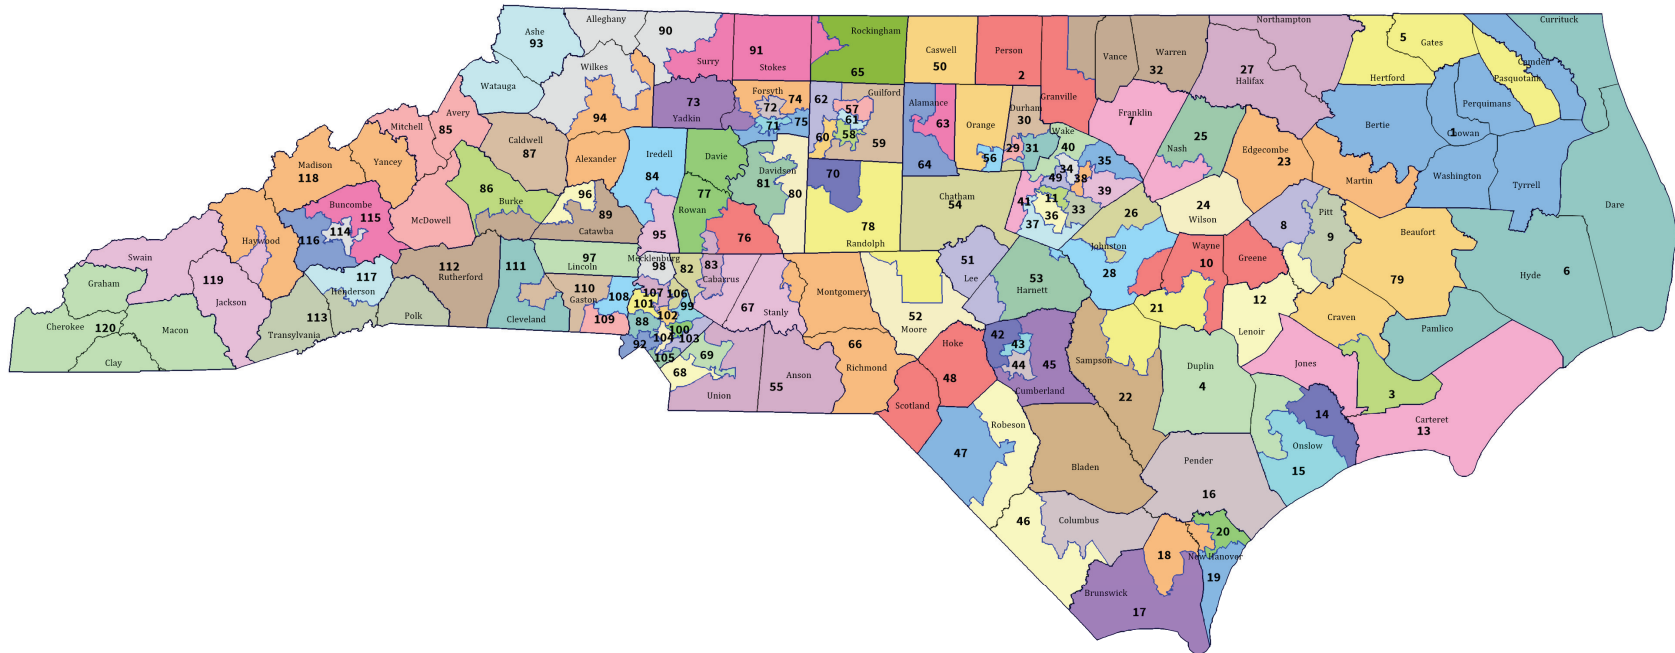 Ashe
93
Alleghany
90
Surry
91
Stokes
Rockingham
65
Caswell
50
Person
2
Granville
Vance
Warren
32
Northampton
27
Halifax
Hertford
5
Gates
Currituck
Camden
Pasquotank
Perquimans
1
Chowan
Bertie
Watauga
Wilkes
94
73
Yadkin
Forsyth
74
72
71
75
62
Guilford
57
61
60
58
59
Alamance
63
64
Orange
56
Durham
30
29
31
Wake
40
Franklin
7
25
Nash
Edgecombe
23
Martin
Washington
Tyrrell
Dare
Avery
85
Mitchell
Caldwell
87
Alexander
Iredell
84
Davie
77
Rowan
Davidson
81
80
70
78
Randolph
Chatham
54
34
35
49
38
39
41
11
36
33
37
26
24
Wilson
8
Pitt
9
Beaufort
79
Hyde
6
Madison
118
Yancey
86
Burke
96
89
Catawba
95
76
Buncombe
115
114
116
McDowell
Haywood
Swain
119
Graham
Jackson
Cherokee
120
Macon
Clay
117
Henderson
113
Transylvania
Polk
112
Rutherford
111
Cleveland
97
Lincoln
110
Gaston
109
108
Mecklenburg
98
82
83
Cabarrus
107
106
101
99
102
88
100
92
104
103
105
69
68
Union
67
Stanly
55
Anson
Montgomery
66
Richmond
52
Moore
51
Lee
53
Harnett
Johnston
28
Wayne
10
Greene
21
12
Lenoir
Craven
Pamlico
Hoke
48
Scotland
42
43
44
45
Cumberland
Sampson
22
Duplin
4
Jones
3
Carteret
13
14
Onslow
15
47
Robeson
46
Bladen
Columbus
Pender
16
20
18
New Hanover
19
Brunswick
17